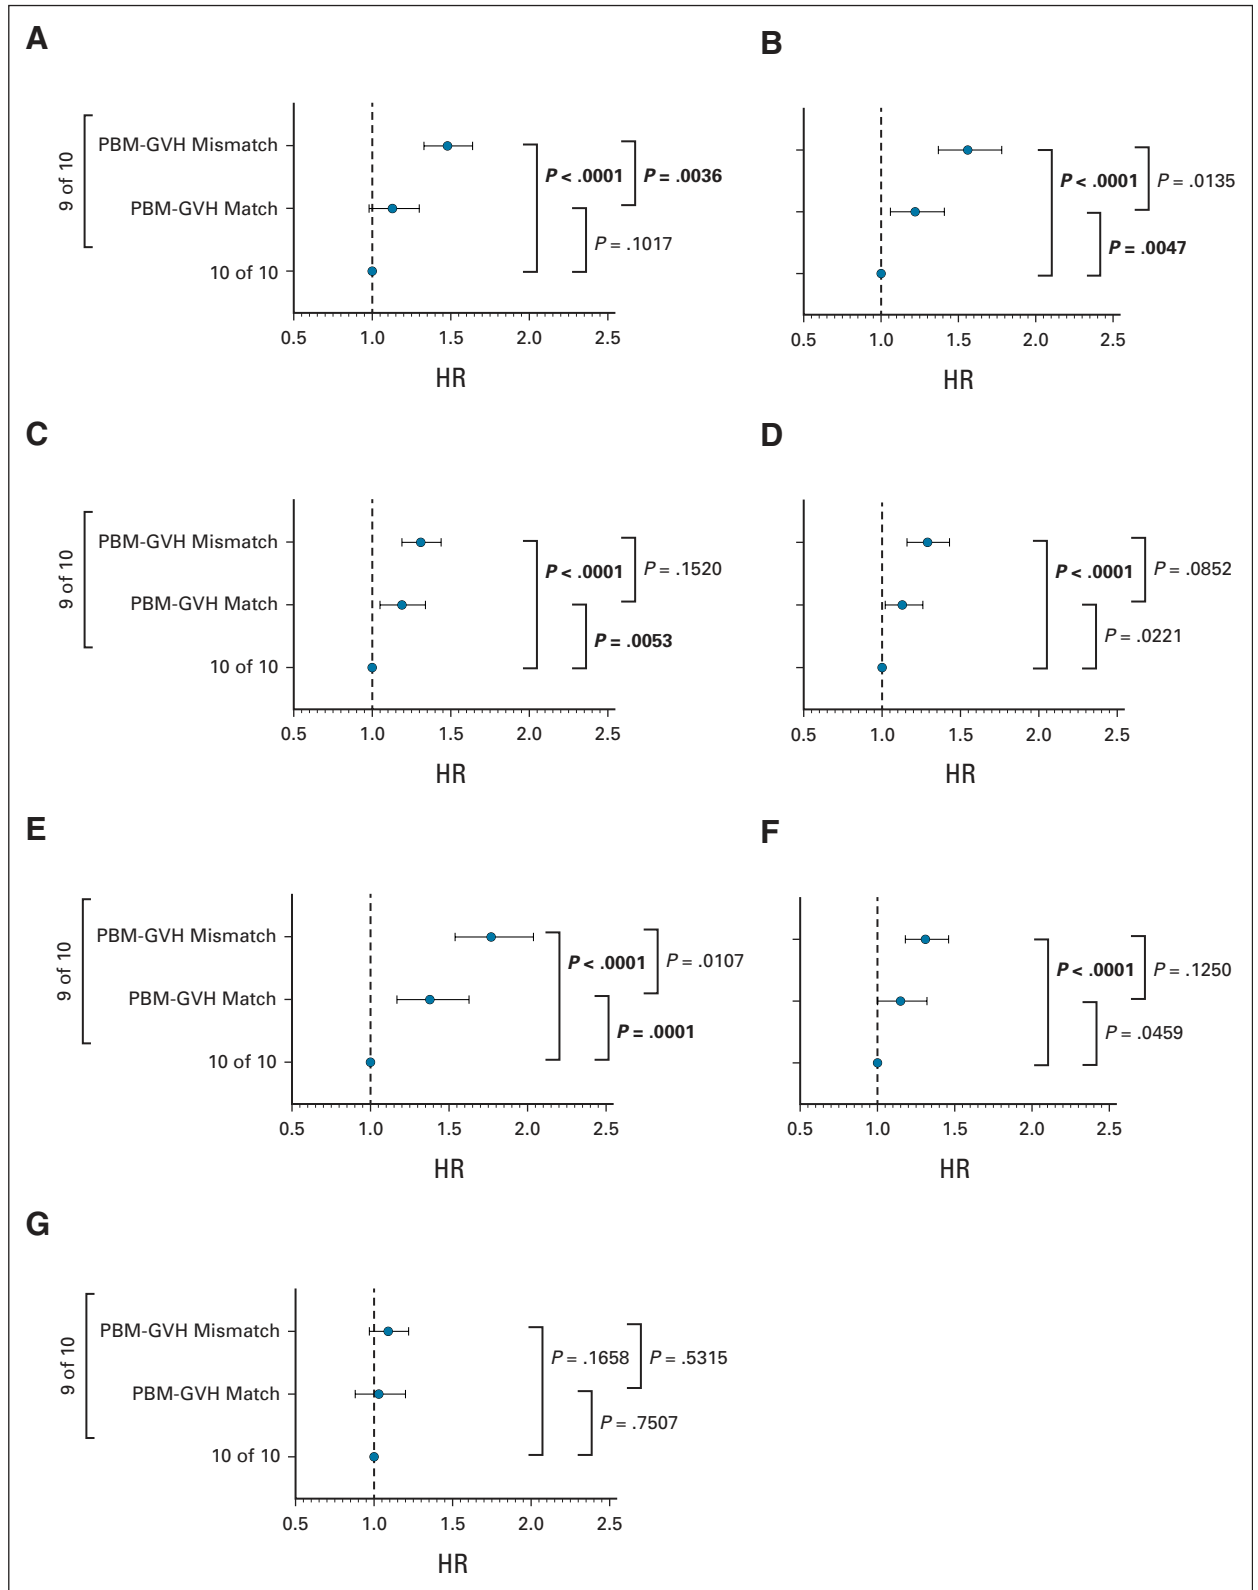 A
9 of 10
PBM-GVH Mismatch
PBM-GVH Match
10 of 10
P < .0001
P = .0036
P = .1017
0.5 1.0 1.5 2.0 2.5
HR
B
P < .0001
P = .0135
P = .0047
0.5 1.0 1.5 2.0 2.5
HR
C
9 of 10
PBM-GVH Mismatch
PBM-GVH Match
10 of 10
P < .0001
P = .1520
P = .0053
0.5 1.0 1.5 2.0 2.5
HR
D
P < .0001
P = .0852
P = .0221
0.5 1.0 1.5 2.0 2.5
HR
E
9 of 10
PBM-GVH Mismatch
PBM-GVH Match
10 of 10
P < .0001
P = .0107
P = .0001
0.5 1.0 1.5 2.0 2.5
HR
F
P < .0001
P = .1250
P = .0459
0.5 1.0 1.5 2.0 2.5
HR
G
9 of 10
PBM-GVH Mismatch
PBM-GVH Match
10 of 10
P = .1658
P = .5315
P = .7507
0.5 1.0 1.5 2.0 2.5
HR